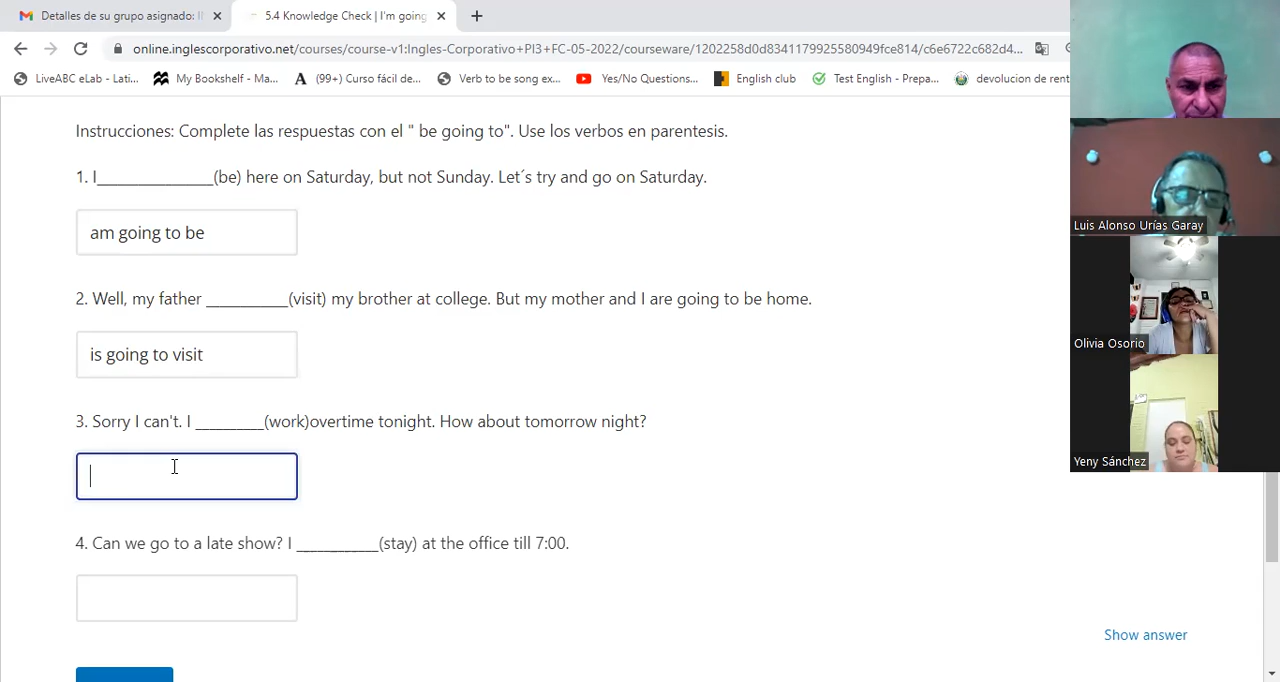 Detalles de su grupo asignado: I
5.4 Knowledge Check | I'm going
online.inglescorporativo.net/courses/course-v1:Ingles-Corporativo+PI3+FC-05-2022/courseware/1202258d0d8341179925580949fce814/c6e6722c682d4...
LiveABC eLab - Lati...
My Bookshelf - Ma...
(99+) Curso fácil de...
Verb to be song ex...
Yes/No Questions...
English club
Test English - Prepa...
devolucion de rent
Instrucciones: Complete las respuestas con el " be going to". Use los verbos en parentesis.
1. I______________(be) here on Saturday, but not Sunday. Let´s try and go on Saturday.
am going to be
2. Well, my father __________(visit) my brother at college. But my mother and I are going to be home.
is going to visit
3. Sorry I can't. I ________(work)overtime tonight. How about tomorrow night?
4. Can we go to a late show? I __________(stay) at the office till 7:00.
Show answer
Luis Alonso Urías Garay
Olivia Osorio
Yeny Sánchez